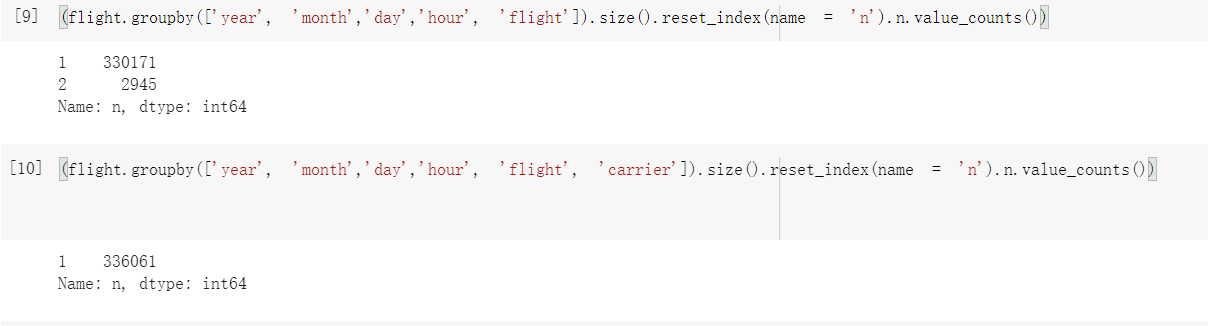 [9] (flight.groupby(['year', 'month','day','hour', 'flight']).size().reset_index(name = 'n').n.value_counts())
1 330171
2 2945
Name: n, dtype: int64
[10] (flight.groupby(['year', 'month','day','hour', 'flight', 'carrier']).size().reset_index(name = 'n').n.value_counts())
1 336061
Name: n, dtype: int64